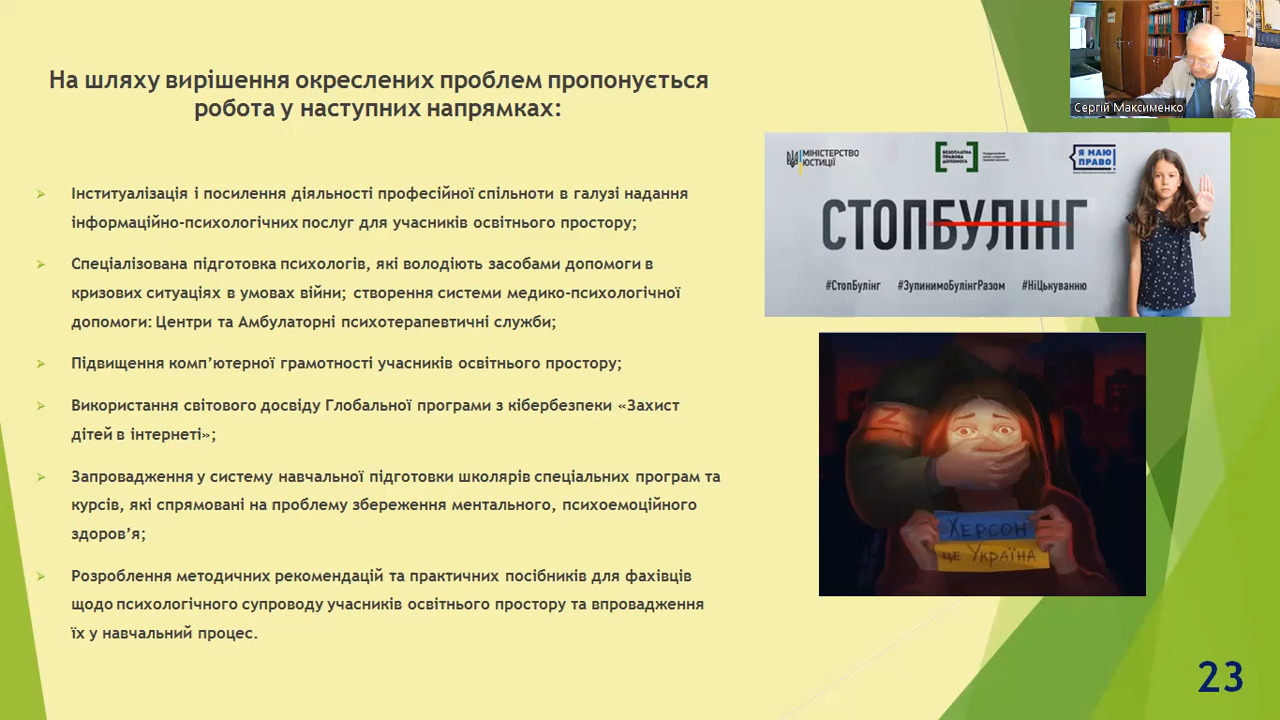 На шляху вирішення окреслених проблем пропонується
робота у наступних напрямках:
Інституалізація і посилення діяльності професійної спільноти в галузі надання
інформаційно-психологічних послуг для учасників освітнього простору;
Спеціалізована підготовка психологів, які володіють засобами допомоги в
кризових ситуаціях в умовах війни; створення системи медико-психологічної
допомоги: Центри та Амбулаторні психотерапевтичні служби;
Підвищення комп’ютерної грамотності учасників освітнього простору;
Використання світового досвіду Глобальної програми з кібербезпеки «Захист
дітей в інтернеті»;
Запровадження у систему навчальної підготовки школярів спеціальних програм та
курсів, які спрямовані на проблему збереження ментального, психоемоційного
здоров’я;
Розроблення методичних рекомендацій та практичних посібників для фахівців
щодо психологічного супроводу учасників освітнього простору та впровадження
їх у навчальний процес.
Сергій Максименко
МІНІСТЕРСТВО
ЮСТИЦІЇ
БЕЗОПЛАТНА
ПРАВОВА
ДОПОМОГА
Я МАЮ
ПРАВО!
СТОПБУЛІНГ
#СтопБулінг #ЗупинимоБулінгРазом #НіЦькуванню
Z
ХЕРСОН
ЦЕ УКРАЇНА
23